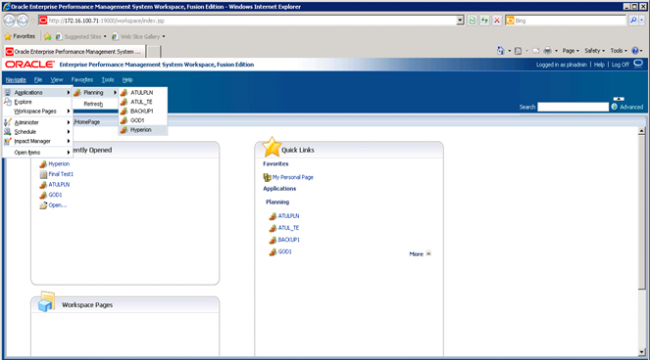 Oracle Enterprise Performance Management System Workspace, Fusion Edition - Windows Internet Explorer
http://172.16.100.71:19000/workspace/index.jsp
Bing
Favorites Suggested Sites Web Slice Gallery
Oracle Enterprise Performance Management System ...
Page Safety Tools
ORACLE Enterprise Performance Management System Workspace, Fusion Edition
Logged in as plnadmin | Help | Log Off
Navigate File View Favorites Tools Help
Applications
Explore
Workspace Pages
Administer
Schedule
Impact Manager
Open Items
Planning
Refresh
ATULPLN
ATUL_TE
BACKUP1
GOD1
Hyperion
Search
Advanced
/HomePage
ently Opened
Hyperion
Final Test1
ATULPLN
GOD1
Open...
Quick Links
Favorites
My Personal Page
Applications
Planning
ATULPLN
ATUL_TE
BACKUP1
GOD1
More
Workspace Pages